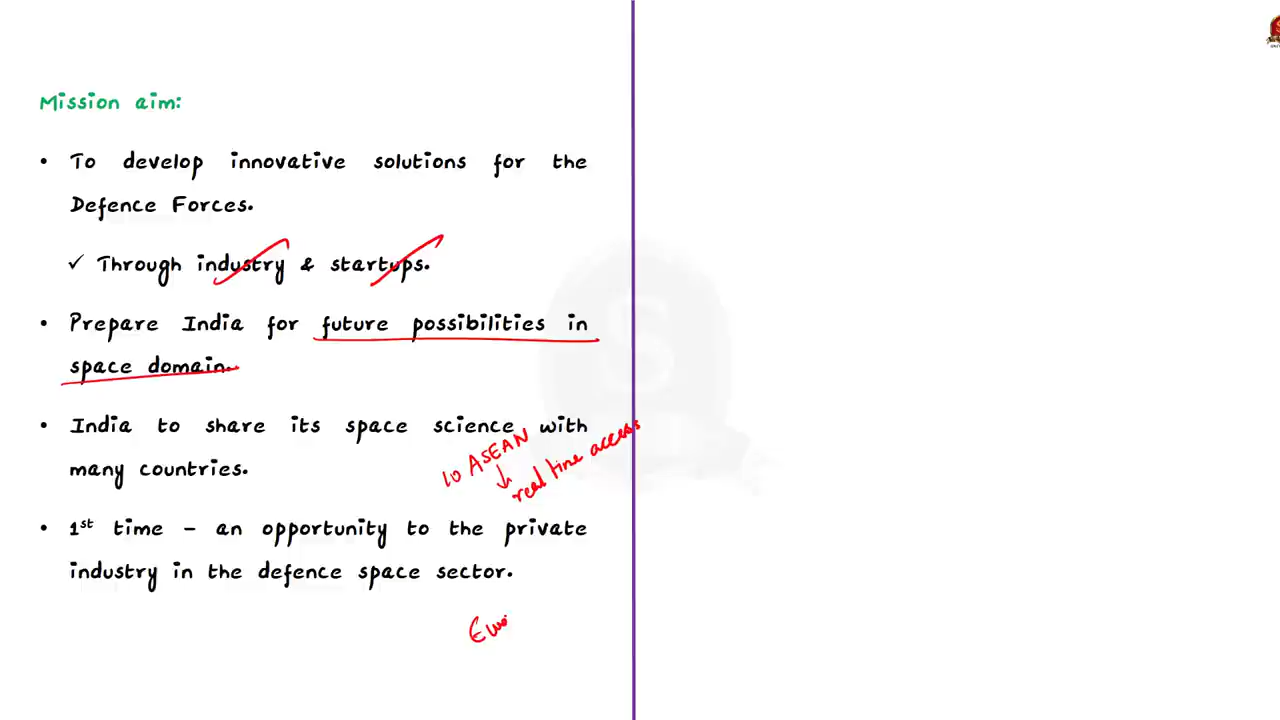 Mission aim:
• To develop innovative solutions for the
Defence Forces.
✓ Through industry & startups.
• Prepare India for future possibilities in
space domain.
• India to share its space science with
many countries.
10 ASEAN
↓
real time access
• 1st time – an opportunity to the private
industry in the defence space sector.